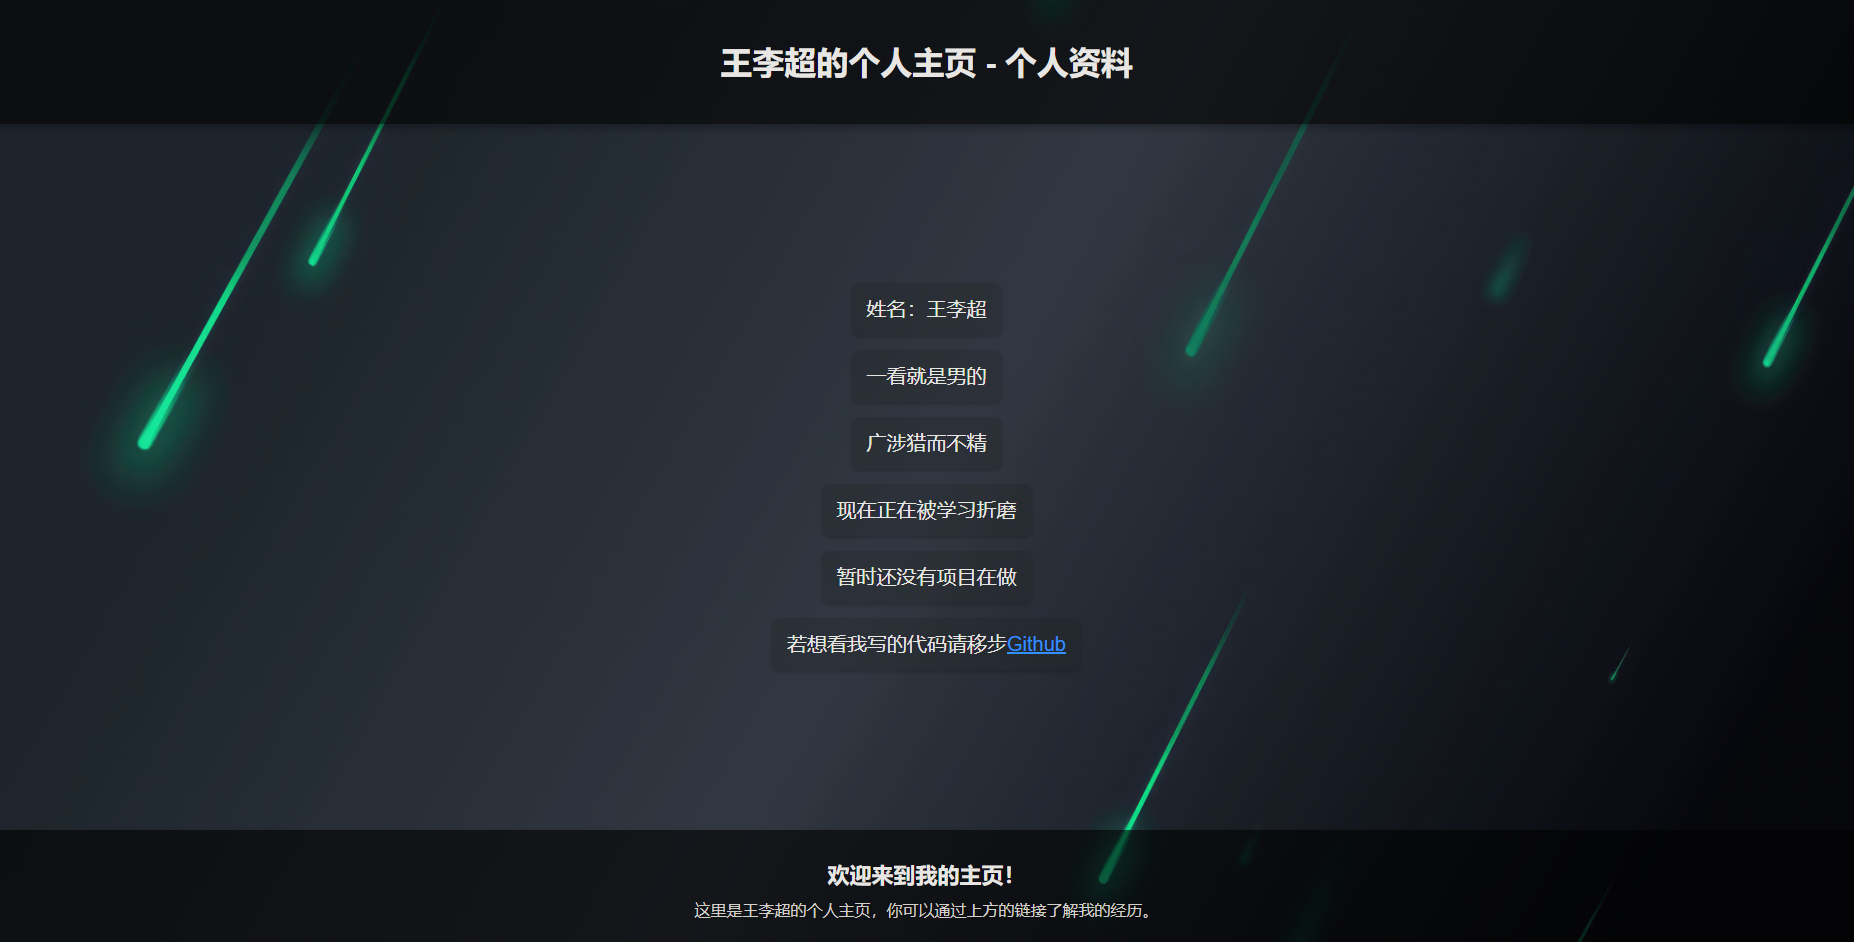 王李超的个人主页 - 个人资料
姓名：王李超
一看就是男的
广涉猎而不精
现在正在被学习折磨
暂时还没有项目在做
若想看我写的代码请移步Github
欢迎来到我的主页！
这里是王李超的个人主页，你可以通过上方的链接了解我的经历。